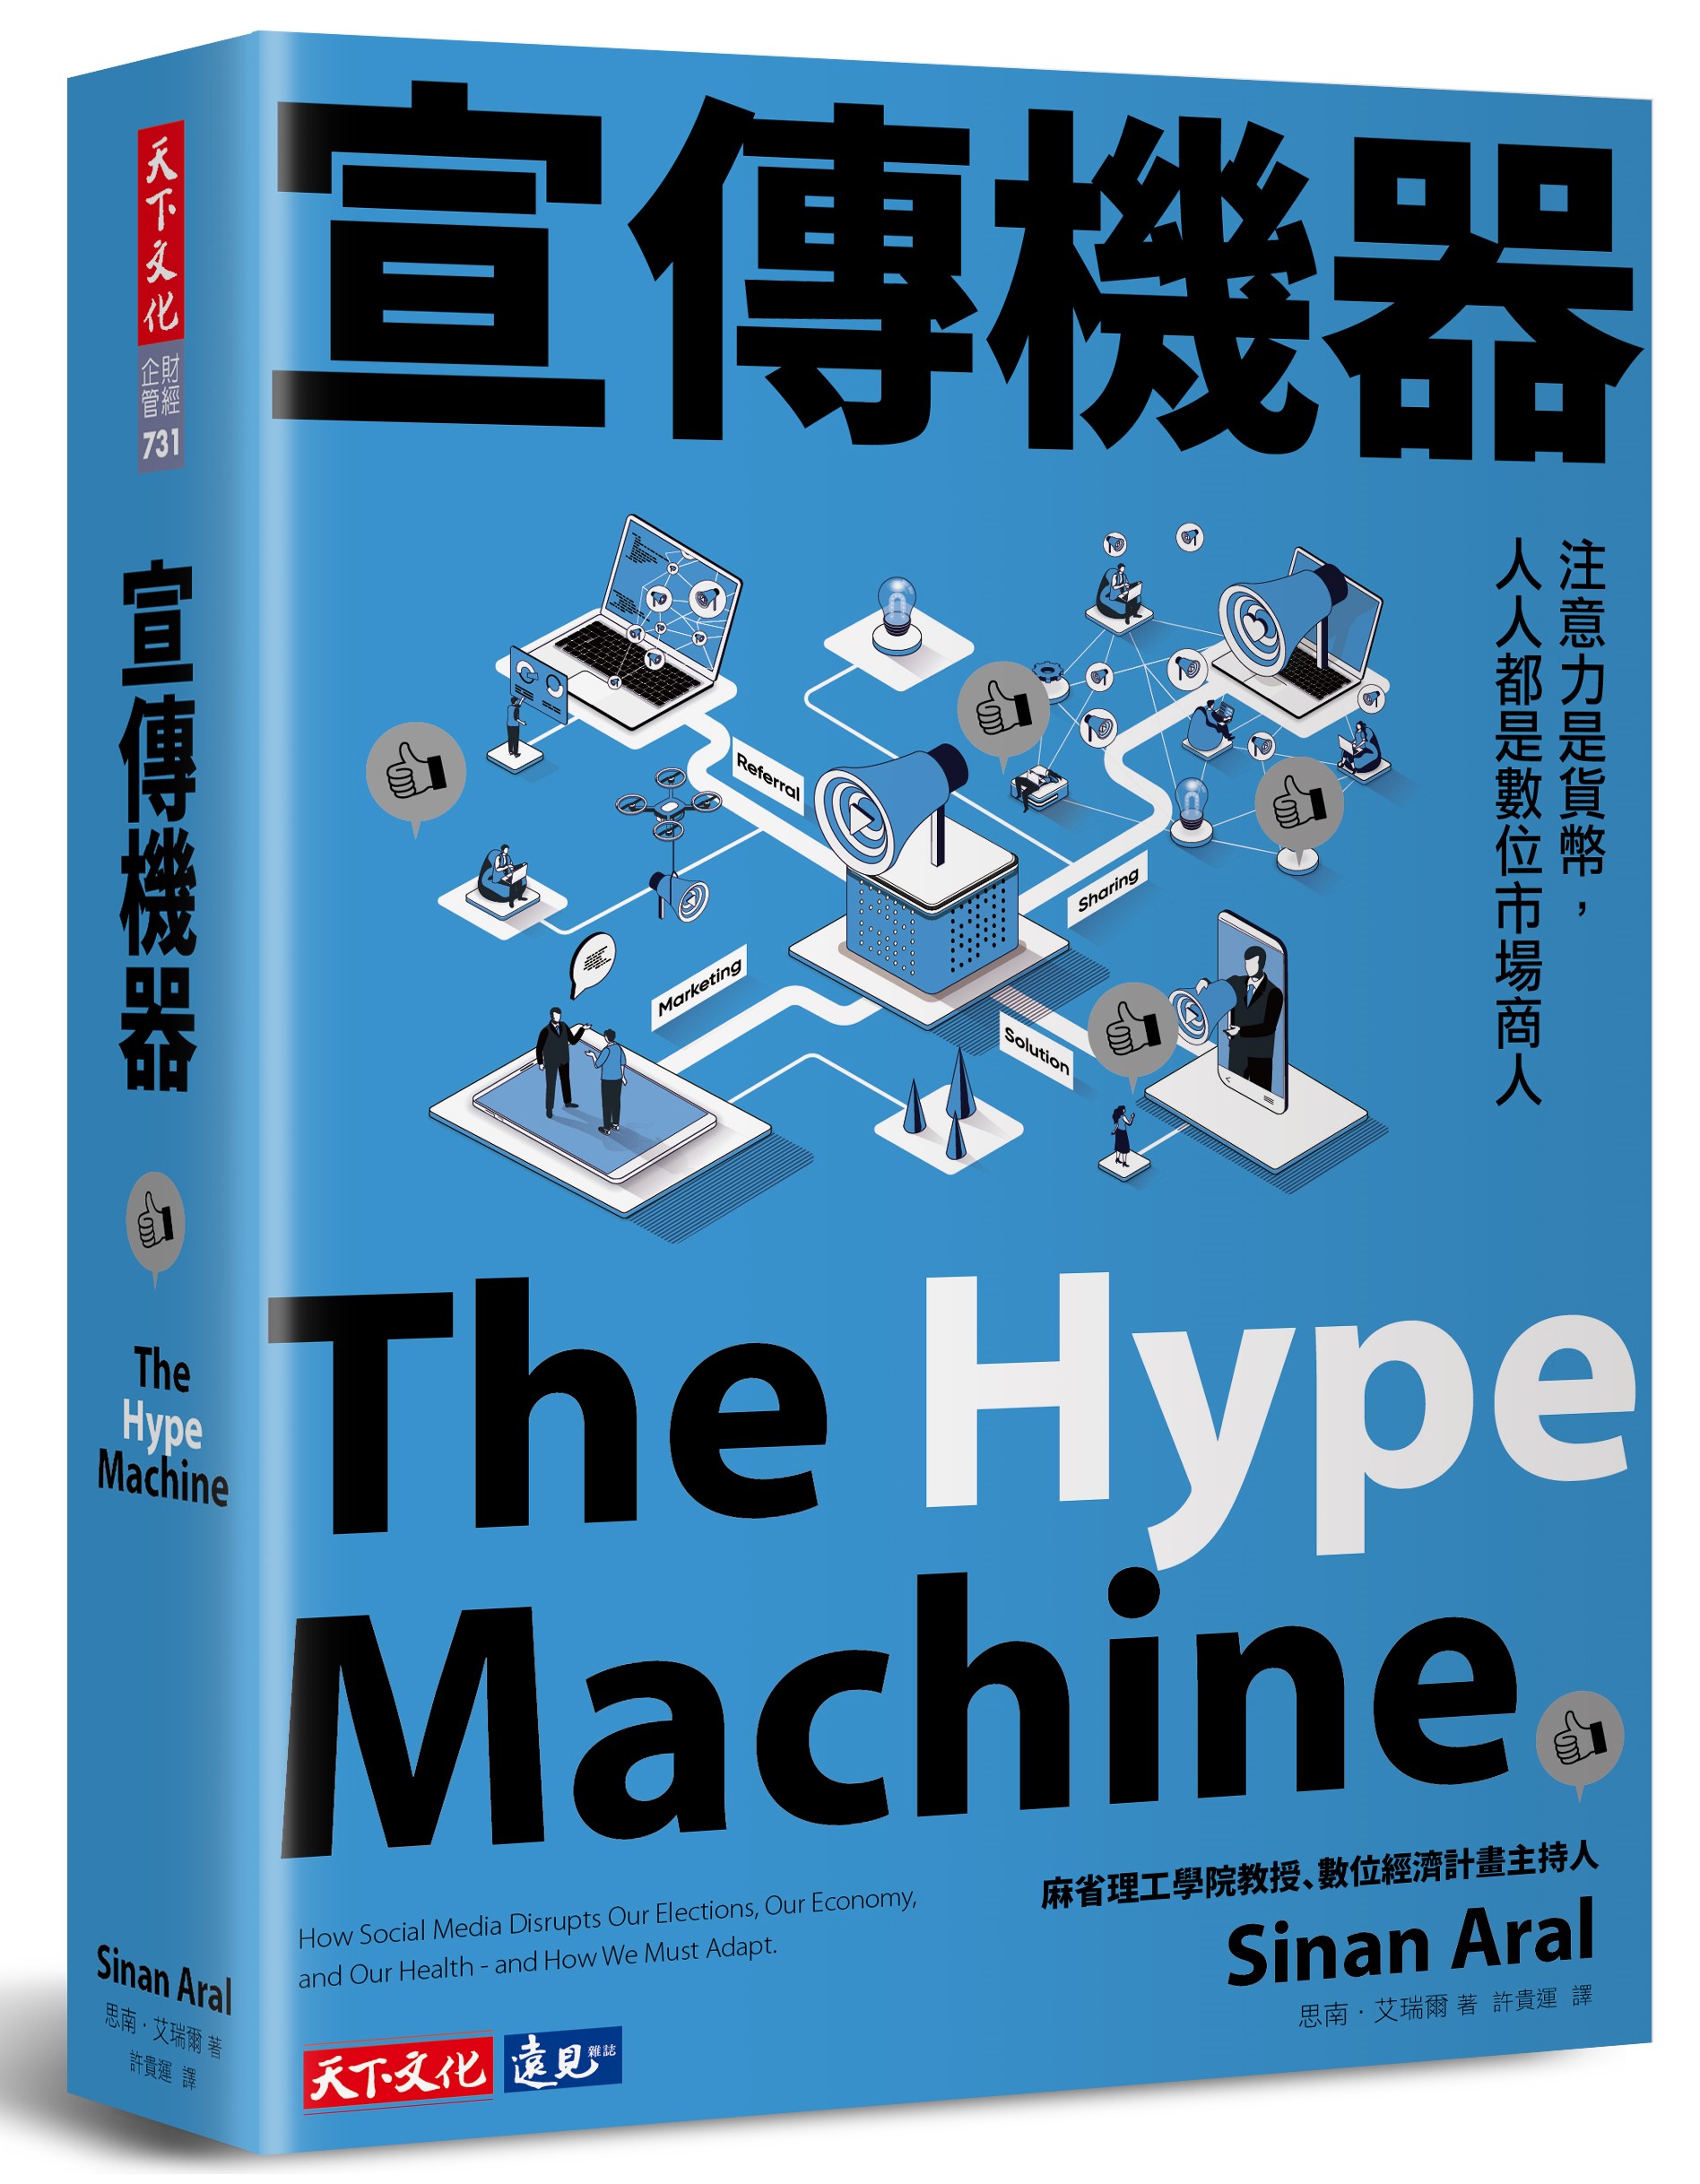 宣傳機器
注意力是貨幣，
人人都是數位市場商人
Referral
Sharing
Marketing
Solution
The Hype
Machine
How Social Media Disrupts Our Elections, Our Economy,
and Our Health - and How We Must Adapt.
麻省理工學院教授、數位經濟計畫主持人
Sinan Aral
思南・艾瑞爾 著 許貴運 譯
天下文化
遠見 雜誌
天下文化
財經
企管
731
宣傳機器
The
Hype
Machine
Sinan Aral
思南・艾瑞爾 著
許貴運 譯